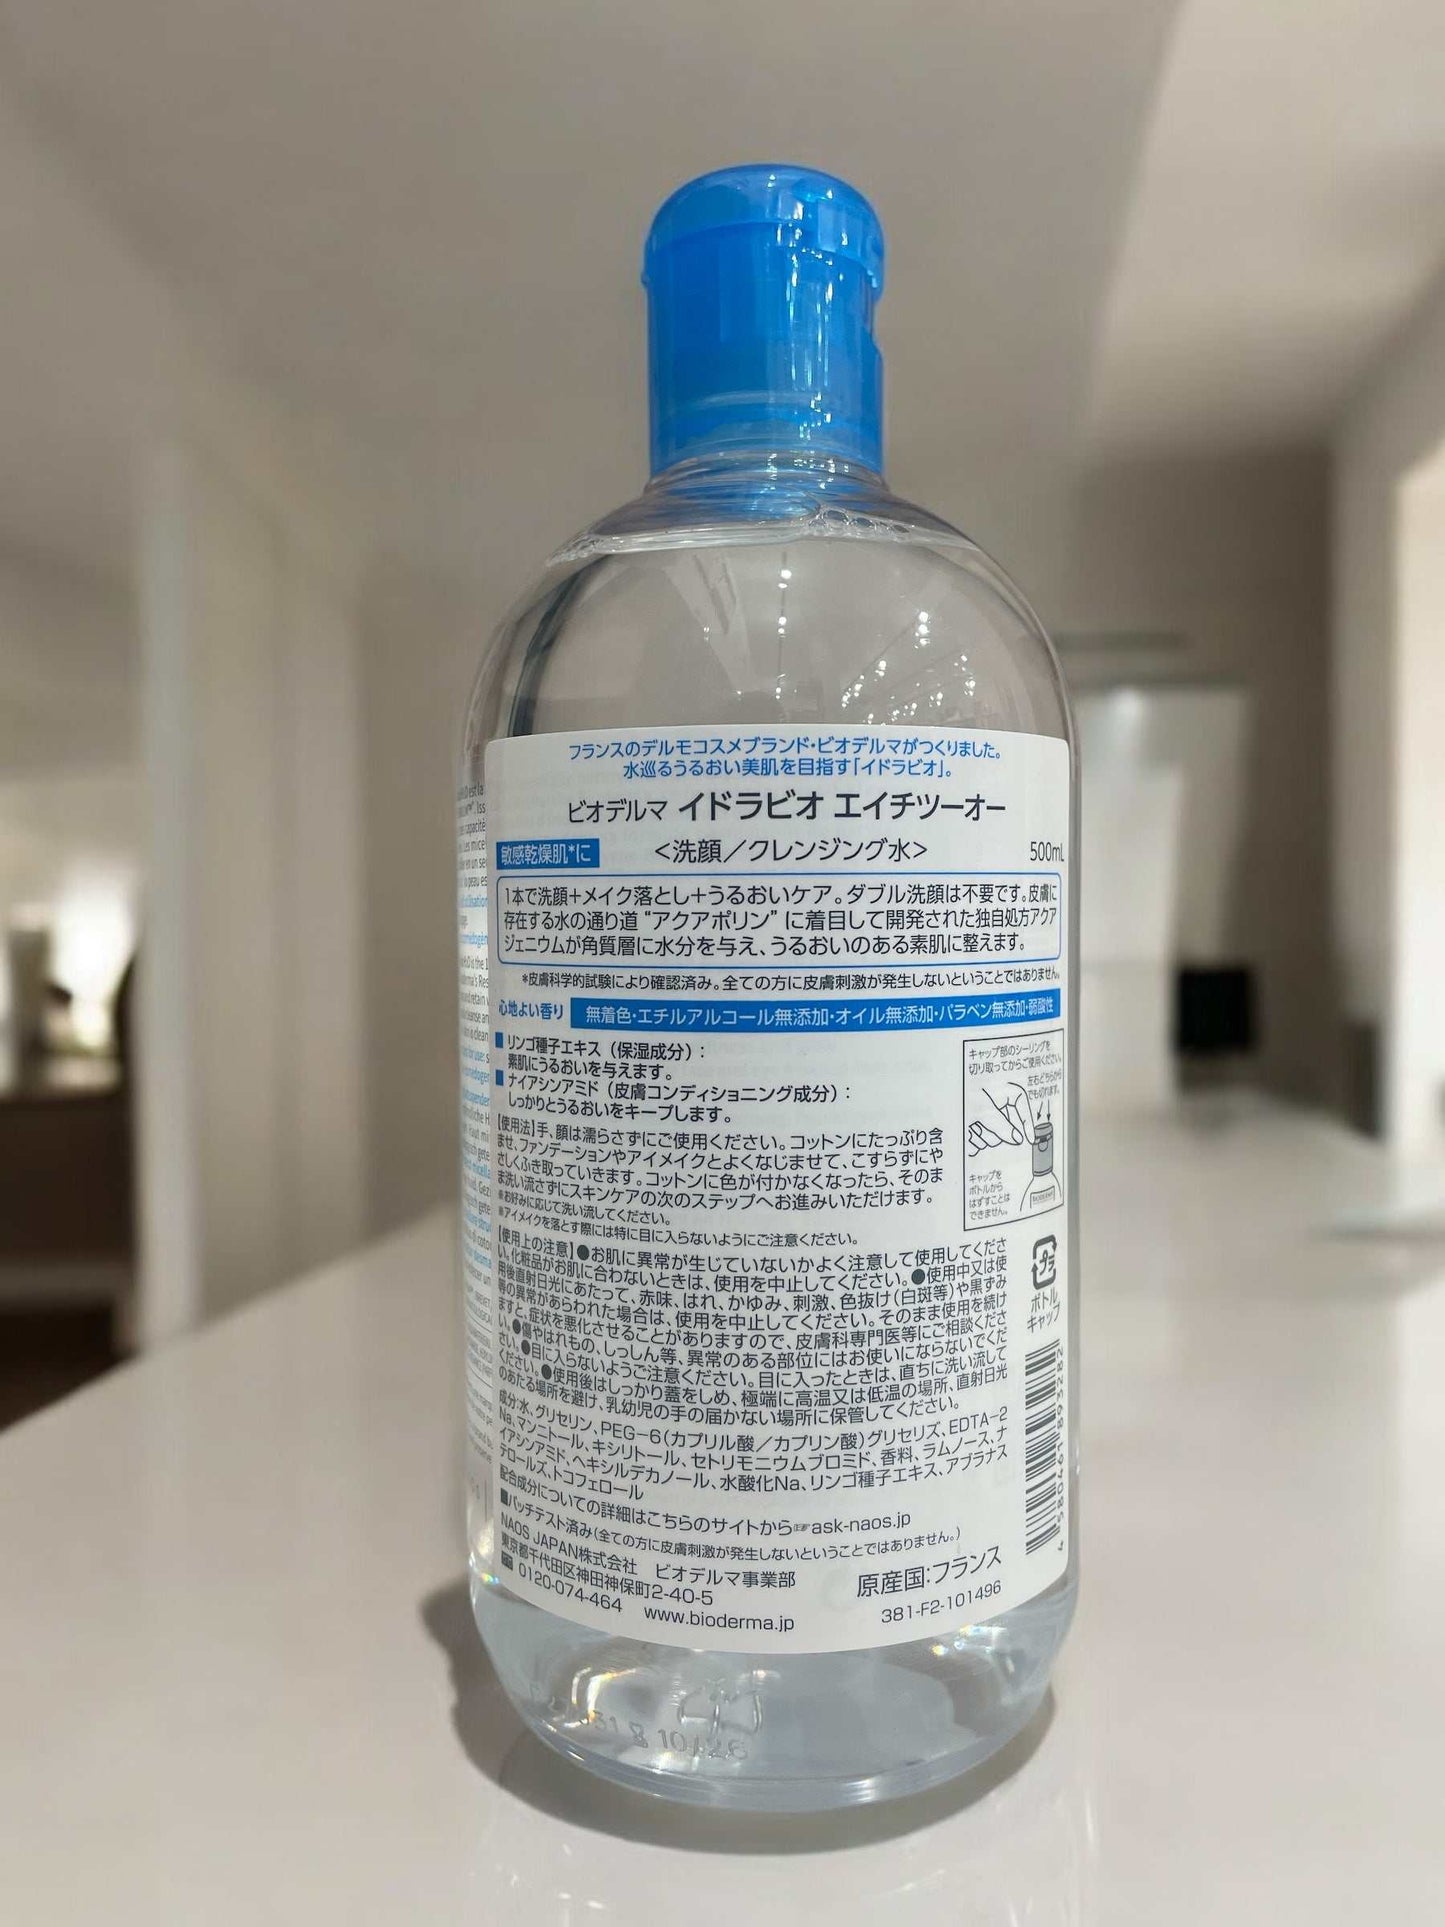 フランスのデルモコスメブランド・ビオデルマがつくりました。
水巡るうるおい美肌を目指す「イドラビオ」。
ビオデルマ イドラビオ エイチツーオー
敏感乾燥肌*に <洗顔／クレンジング水> 500mL
1本で洗顔＋メイク落とし＋うるおいケア。ダブル洗顔は不要です。皮膚に
存在する水の通り道 “アクアポリン” に着目して開発された独自処方アクア
ジェニウムが角質層に水分を与え、うるおいのある素肌に整えます。
*皮膚科学的試験により確認済み。全ての方に皮膚刺激が発生しないということではありません。
心地よい香り 無着色・エチルアルコール無添加・オイル無添加・パラベン無添加・弱酸性
■ リンゴ種子エキス（保湿成分）：
素肌にうるおいを与えます。
■ ナイアシンアミド（皮膚コンディショニング成分）：
しっかりとうるおいをキープします。
キャップ部のシーリングを
切り取ってからご使用ください。
左右どちらから
でも切れます。
キャップを
ボトルから
はずすことは
できません。
【使用法】手、顔は濡らさずにご使用ください。コットンにたっぷり含
ませ、ファンデーションやアイメイクとよくなじませて、こすらずにや
さしくふき取っていきます。コットンに色が付かなくなったら、そのま
ま洗い流さずにスキンケアの次のステップへお進みいただけます。
※お好みに応じて洗い流してください。
※アイメイクを落とす際には特に目に入らないようにご注意ください。
【使用上の注意】●お肌に異常が生じていないかよく注意して使用してくださ
い。化粧品がお肌に合わないときは、使用を中止してください。●使用中又は使
用後直射日光にあたって、赤味、はれ、かゆみ、刺激、色抜け（白斑等）や黒ずみ
等の異常があらわれた場合は、使用を中止してください。そのまま使用を続け
ますと、症状を悪化させることがありますので、皮膚科専門医等にご相談くださ
い。●傷やはれもの、しっしん等、異常のある部位にはお使いにならないでくだ
さい。●目に入らないようご注意ください。目に入ったときは、直ちに洗い流して
ください。●使用後はしっかり蓋をしめ、極端に高温又は低温の場所、直射日光
のあたる場所を避け、乳幼児の手の届かない場所に保管してください。
プラ
ボトル
キャップ
成分：水、グリセリン、PEG−6（カプリル酸／カプリン酸）グリセリズ、EDTA−2
Na、マンニトール、キシリトール、セトリモニウムブロミド、香料、ラムノース、ナ
イアシンアミド、ヘキシルデカノール、水酸化Na、リンゴ種子エキス、アブラナス
テロールズ、トコフェロール
配合成分についての詳細はこちらのサイトから☞ask-naos.jp
■パッチテスト済み（全ての方に皮膚刺激が発生しないということではありません。）
NAOS JAPAN株式会社 ビオデルマ事業部
東京都千代田区神田神保町2-40-5
0120-074-464 www.bioderma.jp
原産国：フランス
381-F2-101496
4 580461 893282